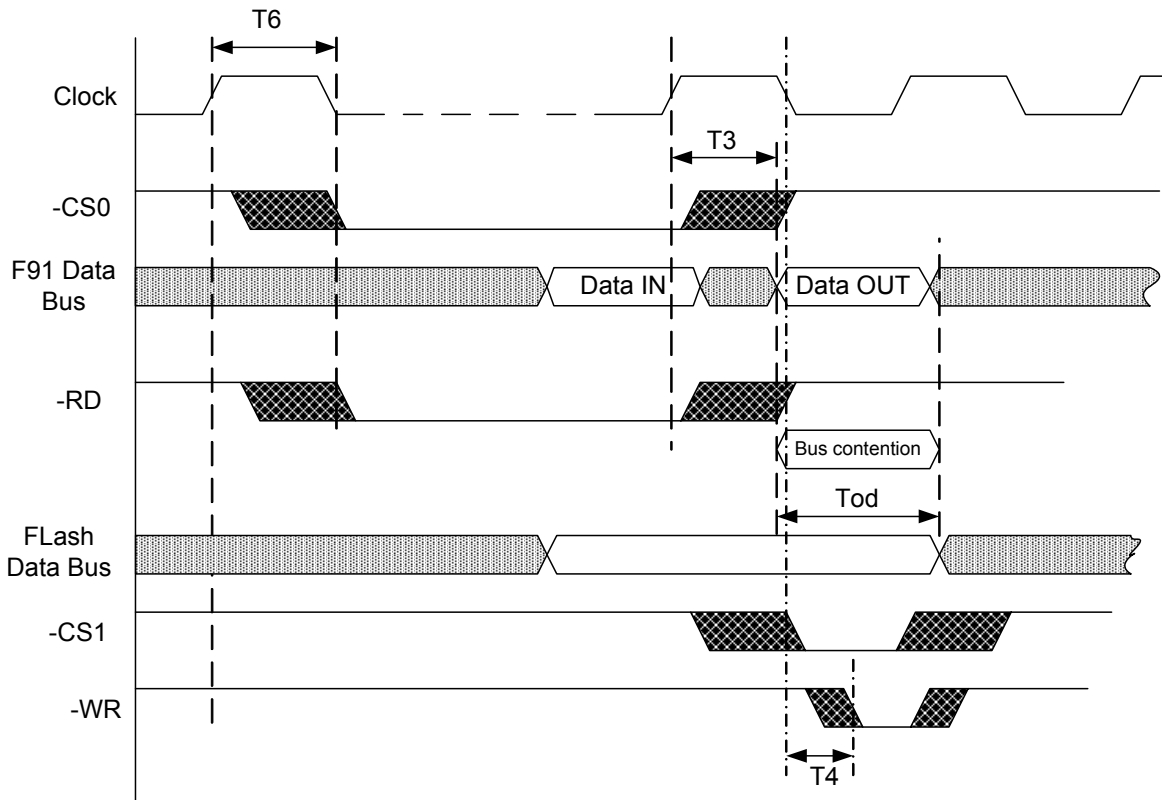 T6
Clock
T3
-CS0
F91 Data
Bus
Data IN
Data OUT
-RD
Bus contention
Tod
FLash
Data Bus
-CS1
-WR
T4